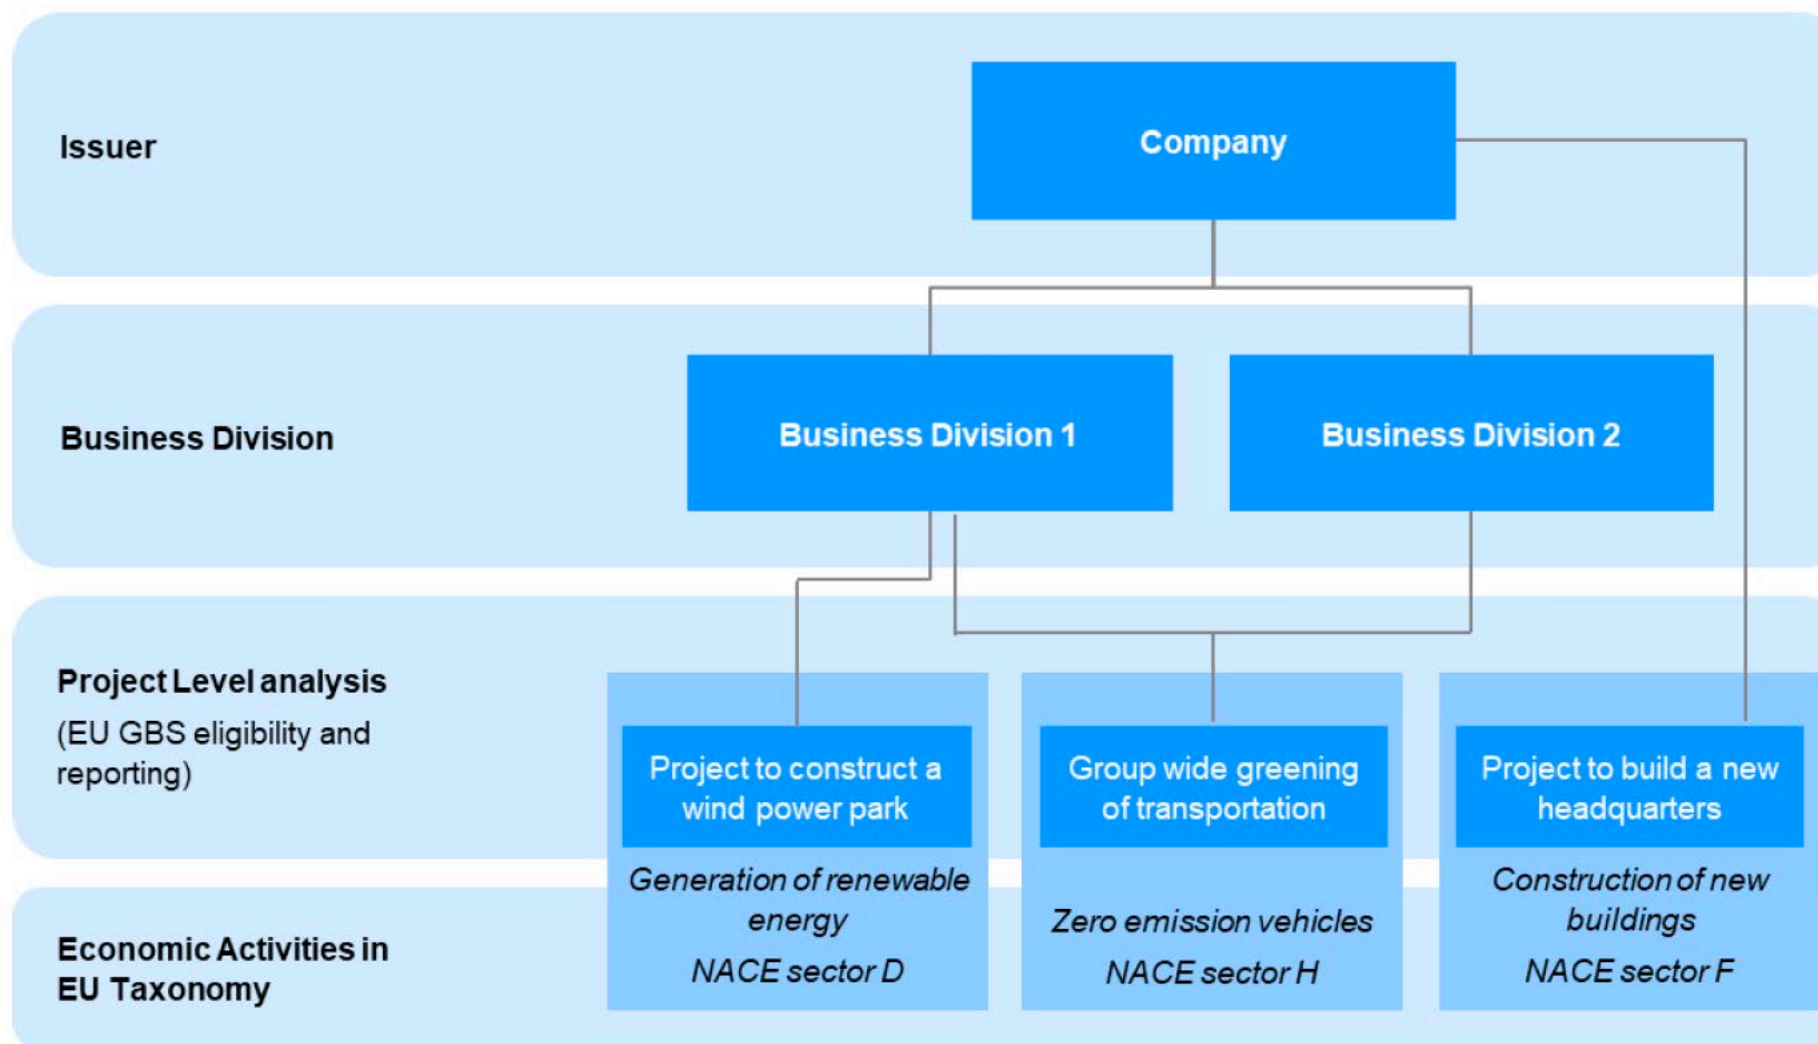 Issuer
Company
Business Division
Business Division 1
Business Division 2
Project Level analysis
(EU GBS eligibility and
reporting)
Project to construct a
wind power park
Group wide greening
of transportation
Project to build a new
headquarters
Economic Activities in
EU Taxonomy
Generation of renewable
energy
NACE sector D
Zero emission vehicles
NACE sector H
Construction of new
buildings
NACE sector F